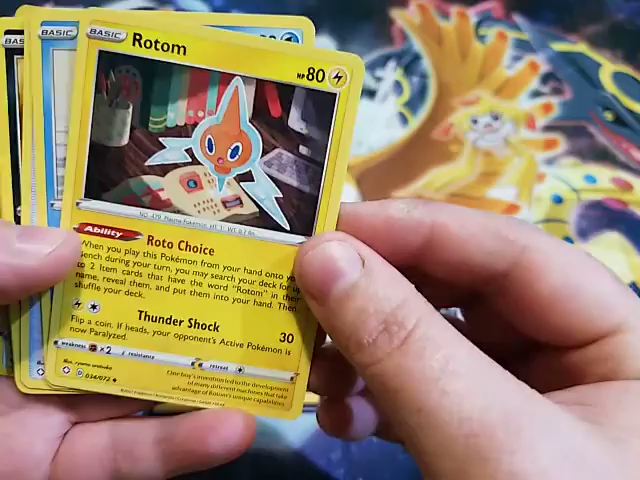 BASIC
BASIC
BASIC Rotom HP 80
NO. 479 Plasma Pokémon HT: 1' WT: 0.7 lbs.
Ability Roto Choice
When you play this Pokémon from your hand onto
bench during your turn, you may search your deck for up
to 2 Item cards that have the word "Rotom" in their
name, reveal them, and put them into your hand. Then,
shuffle your deck.
Thunder Shock 30
Flip a coin. If heads, your opponent's Active Pokémon is
now Paralyzed.
weakness ×2 resistance retreat
Illus.
D 034/072
One boy's invention led to the development
of many different machines that take
advantage of Rotom's unique capabilities.